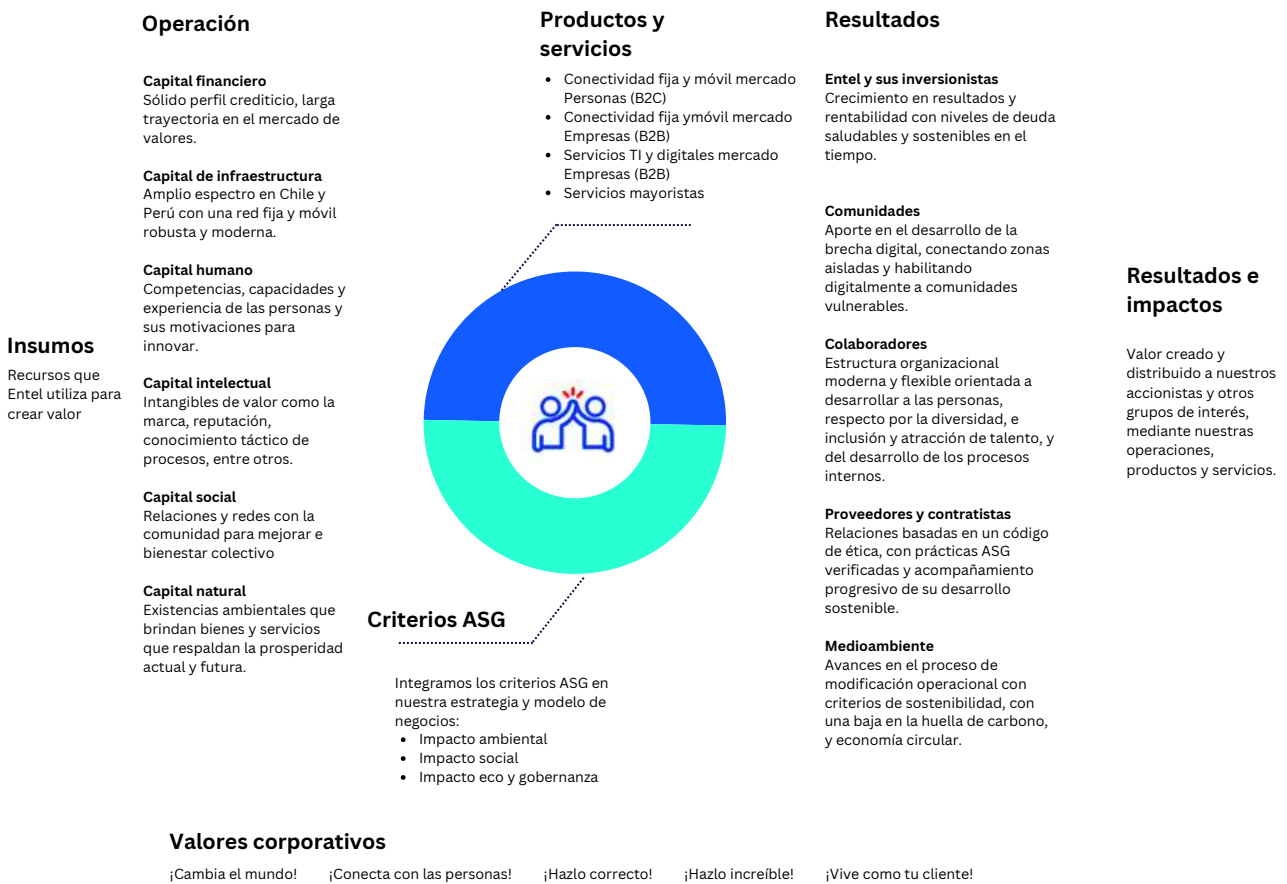 Insumos
Recursos que
Entel utiliza para
crear valor
Operación
Capital financiero
Sólido perfil crediticio, larga
trayectoria en el mercado de
valores.
Capital de infraestructura
Amplio espectro en Chile y
Perú con una red fija y móvil
robusta y moderna.
Capital humano
Competencias, capacidades y
experiencia de las personas y
sus motivaciones para
innovar.
Capital intelectual
Intangibles de valor como la
marca, reputación,
conocimiento táctico de
procesos, entre otros.
Capital social
Relaciones y redes con la
comunidad para mejorar e
bienestar colectivo
Capital natural
Existencias ambientales que
brindan bienes y servicios
que respaldan la prosperidad
actual y futura.
Productos y
servicios
• Conectividad fija y móvil mercado
Personas (B2C)
• Conectividad fija ymóvil mercado
Empresas (B2B)
• Servicios TI y digitales mercado
Empresas (B2B)
• Servicios mayoristas
Criterios ASG
Integramos los criterios ASG en
nuestra estrategia y modelo de
negocios:
• Impacto ambiental
• Impacto social
• Impacto eco y gobernanza
Resultados
Entel y sus inversionistas
Crecimiento en resultados y
rentabilidad con niveles de deuda
saludables y sostenibles en el
tiempo.
Comunidades
Aporte en el desarrollo de la
brecha digital, conectando zonas
aisladas y habilitando
digitalmente a comunidades
vulnerables.
Colaboradores
Estructura organizacional
moderna y flexible orientada a
desarrollar a las personas,
respecto por la diversidad, e
inclusión y atracción de talento, y
del desarrollo de los procesos
internos.
Proveedores y contratistas
Relaciones basadas en un código
de ética, con prácticas ASG
verificadas y acompañamiento
progresivo de su desarrollo
sostenible.
Medioambiente
Avances en el proceso de
modificación operacional con
criterios de sostenibilidad, con
una baja en la huella de carbono,
y economía circular.
Resultados e
impactos
Valor creado y
distribuido a nuestros
accionistas y otros
grupos de interés,
mediante nuestras
operaciones,
productos y servicios.
Valores corporativos
¡Cambia el mundo! ¡Conecta con las personas! ¡Hazlo correcto! ¡Hazlo increíble! ¡Vive como tu cliente!